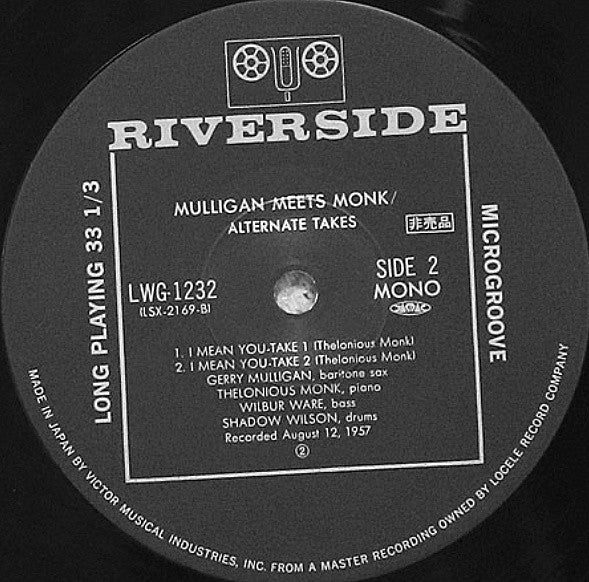 RIVERSIDE
MULLIGAN MEETS MONK/
ALTERNATE TAKES
非売品
LONG PLAYING 33 1/3
MICROGROOVE
LWG-1232
(LSX-2169-B)
SIDE 2
MONO
1. I MEAN YOU-TAKE 1 (Thelonious Monk)
2. I MEAN YOU-TAKE 2 (Thelonious Monk)
GERRY MULLIGAN, baritone sax
THELONIOUS MONK, piano
WILBUR WARE, bass
SHADOW WILSON, drums
Recorded August 12, 1957
②
MADE IN JAPAN BY VICTOR MUSICAL INDUSTRIES, INC. FROM A MASTER RECORDING OWNED BY LOCELE RECORD COMPANY